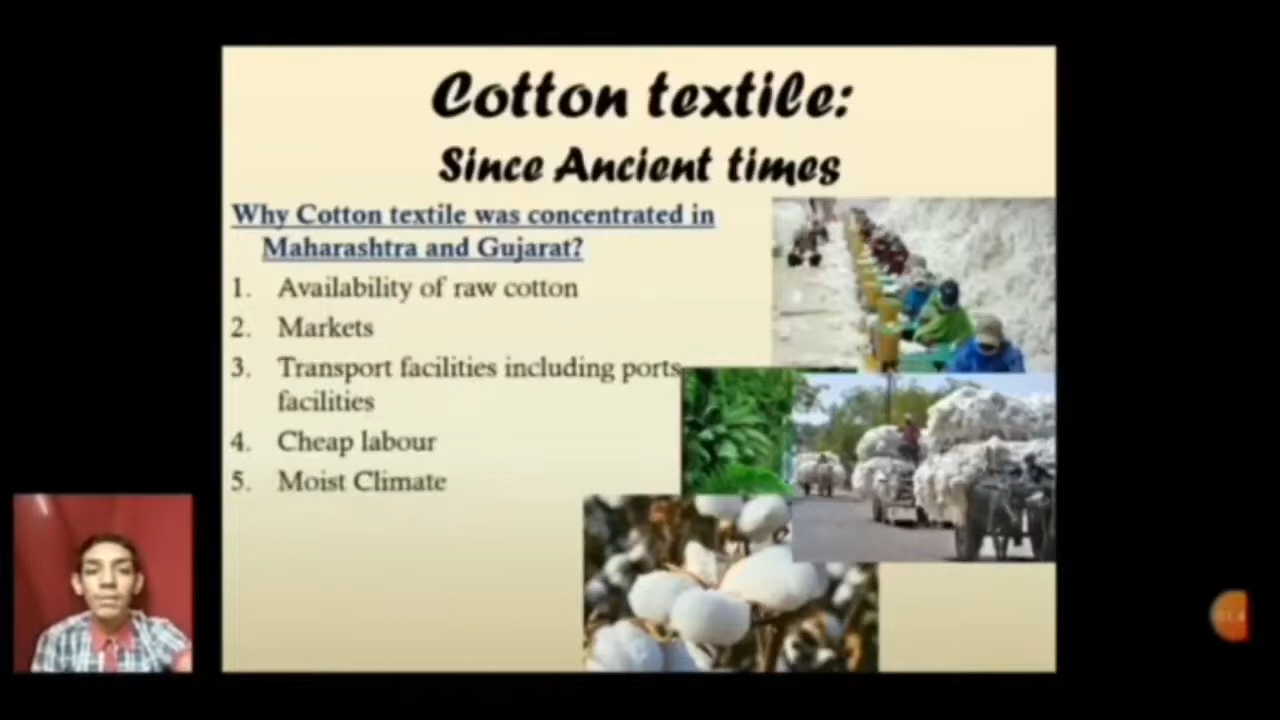 Cotton textile:
Since Ancient times
Why Cotton textile was concentrated in
Maharashtra and Gujarat?
1. Availability of raw cotton
2. Markets
3. Transport facilities including ports
facilities
4. Cheap labour
5. Moist Climate